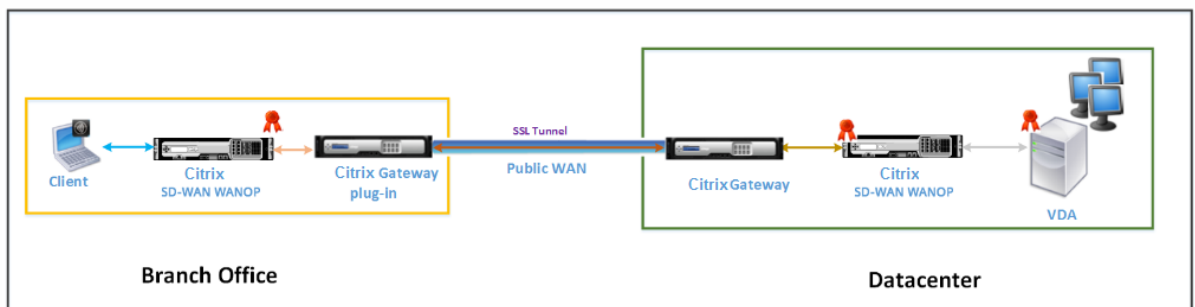 Client
Citrix
SD-WAN WANOP
Citrix Gateway
plug-in
SSL Tunnel
Public WAN
Citrix Gateway
Citrix
SD-WAN WANOP
VDA
Branch Office
Datacenter